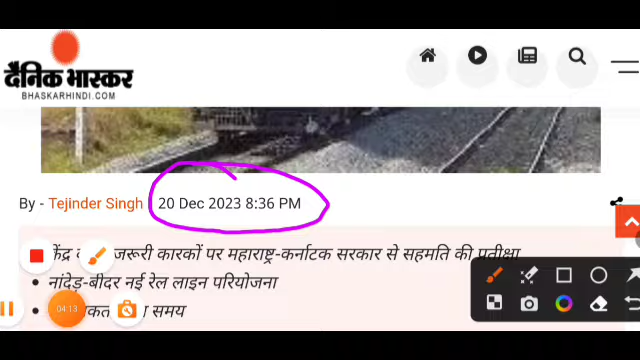 दैनिक भास्कर
BHASKARHINDI.COM
By - Tejinder Singh | 20 Dec 2023 8:36 PM
केंद्र जरूरी कारकों पर महाराष्ट्र-कर्नाटक सरकार से सहमति की प्रतीक्षा
नांदेड़-बीदर नई रेल लाइन परियोजना
समय
04:13